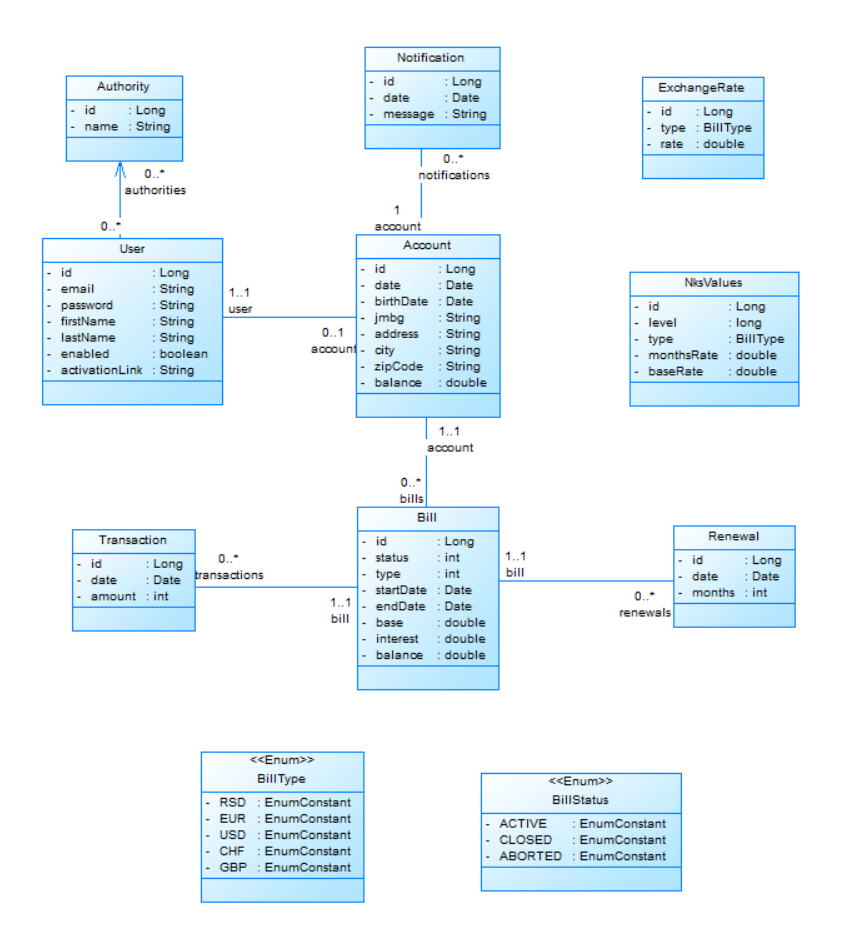 Notification
- id : Long
- date : Date
- message : String
Authority
- id : Long
- name : String
ExchangeRate
- id : Long
- type : BillType
- rate : double
0..*
authorities
0..*
0..*
notifications
1
account
User
- id : Long
- email : String
- password : String
- firstName : String
- lastName : String
- enabled : boolean
- activationLink : String
1..1
user
0..1
account
Account
- id : Long
- date : Date
- birthDate : Date
- jmbg : String
- address : String
- city : String
- zipCode : String
- balance : double
NksValues
- id : Long
- level : long
- type : BillType
- monthsRate : double
- baseRate : double
1..1
account
0..*
bills
Transaction
- id : Long
- date : Date
- amount : int
0..*
transactions
1..1
bill
Bill
- id : Long
- status : int
- type : int
- startDate : Date
- endDate : Date
- base : double
- interest : double
- balance : double
1..1
bill
0..*
renewals
Renewal
- id : Long
- date : Date
- months : int
<<Enum>>
BillType
- RSD : EnumConstant
- EUR : EnumConstant
- USD : EnumConstant
- CHF : EnumConstant
- GBP : EnumConstant
<<Enum>>
BillStatus
- ACTIVE : EnumConstant
- CLOSED : EnumConstant
- ABORTED : EnumConstant